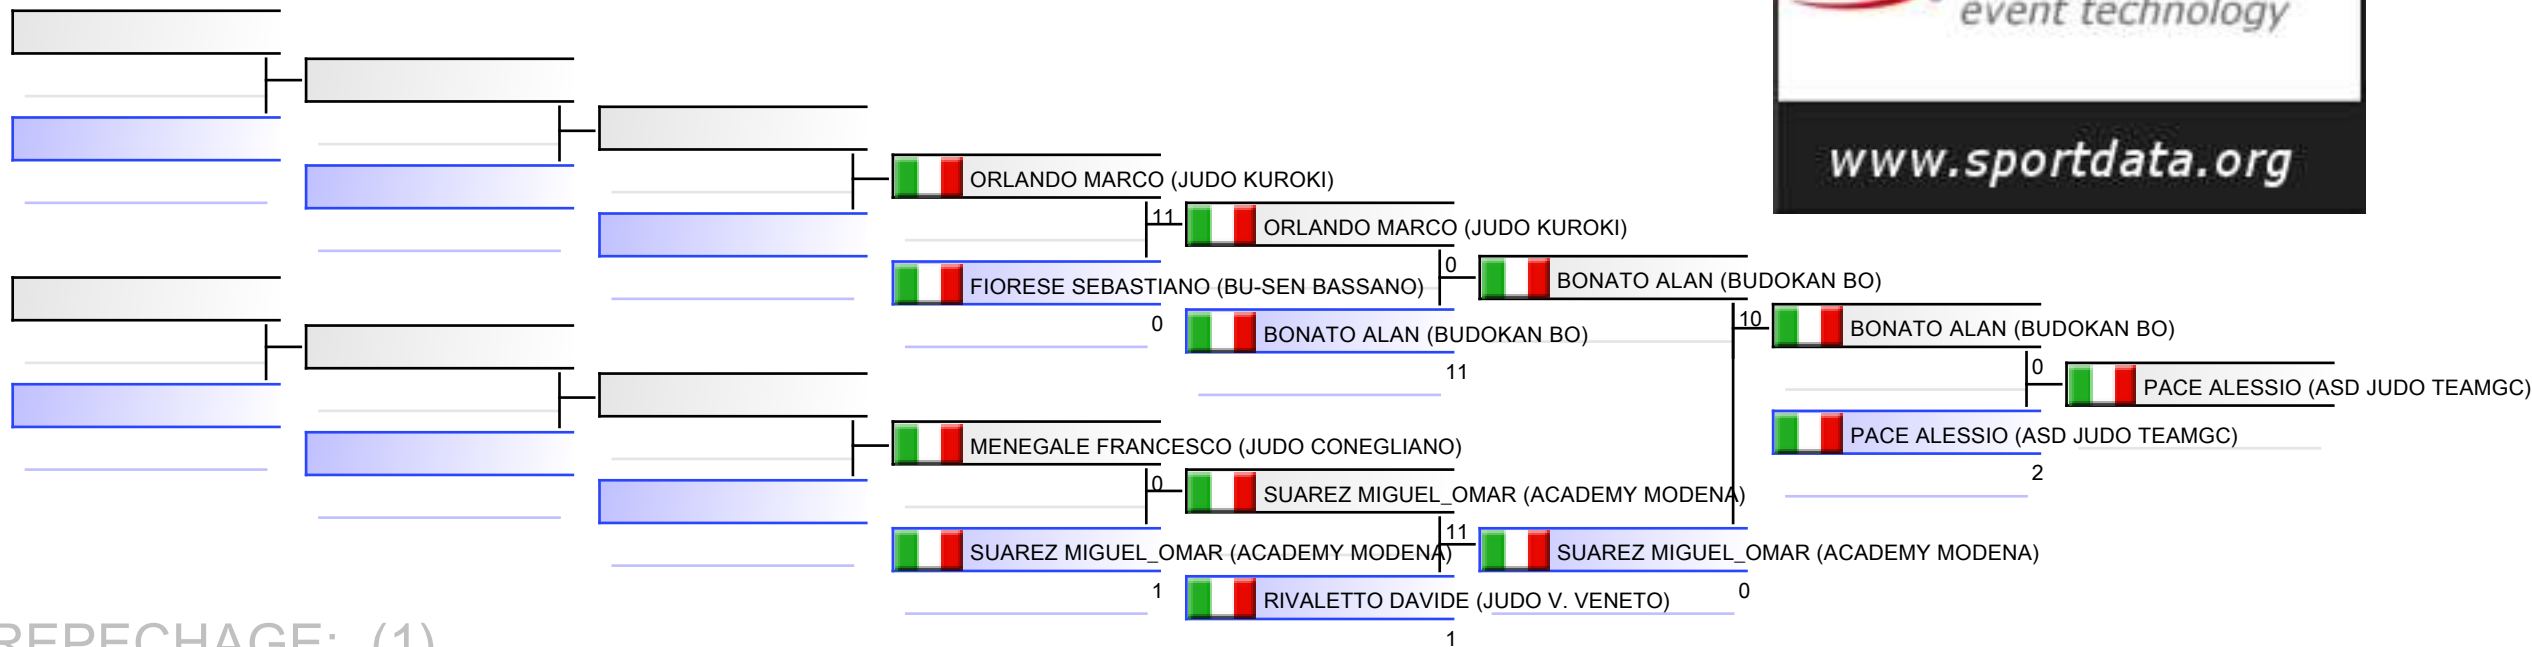 event technology
www.sportdata.org
ORLANDO MARCO (JUDO KUROKI)
11
ORLANDO MARCO (JUDO KUROKI)
FIORESE SEBASTIANO (BU-SEN BASSANO)
0
0
BONATO ALAN (BUDOKAN BO)
BONATO ALAN (BUDOKAN BO)
11
10
BONATO ALAN (BUDOKAN BO)
0
PACE ALESSIO (ASD JUDO TEAMGC)
PACE ALESSIO (ASD JUDO TEAMGC)
2
MENEGALE FRANCESCO (JUDO CONEGLIANO)
0
SUAREZ MIGUEL_OMAR (ACADEMY MODENA)
SUAREZ MIGUEL_OMAR (ACADEMY MODENA)
1
11
SUAREZ MIGUEL_OMAR (ACADEMY MODENA)
0
RIVALETTO DAVIDE (JUDO V. VENETO)
1
REPECHAGE: (1)